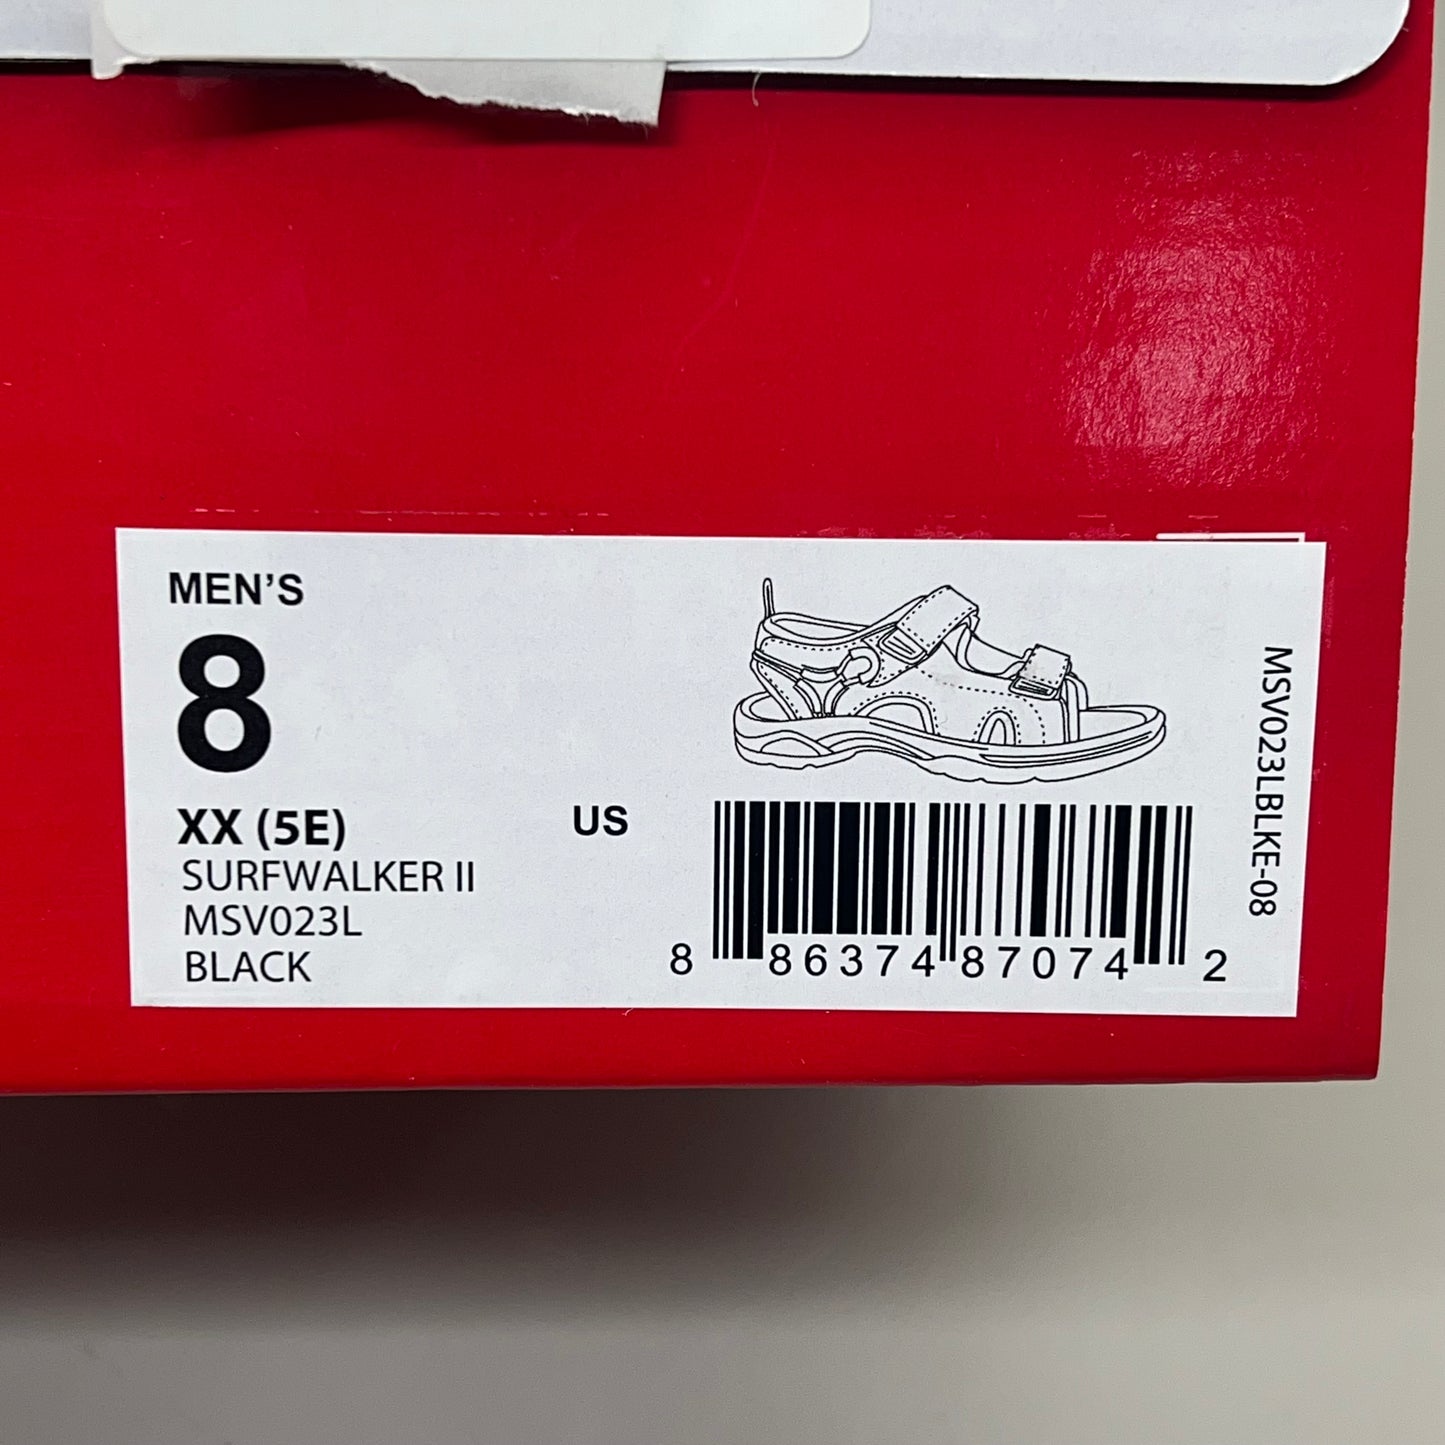 MEN'S
8
XX (5E)
US
SURFWALKER II
MSV023L
BLACK
8 86374 87074 2
MSV023LBLKE-08